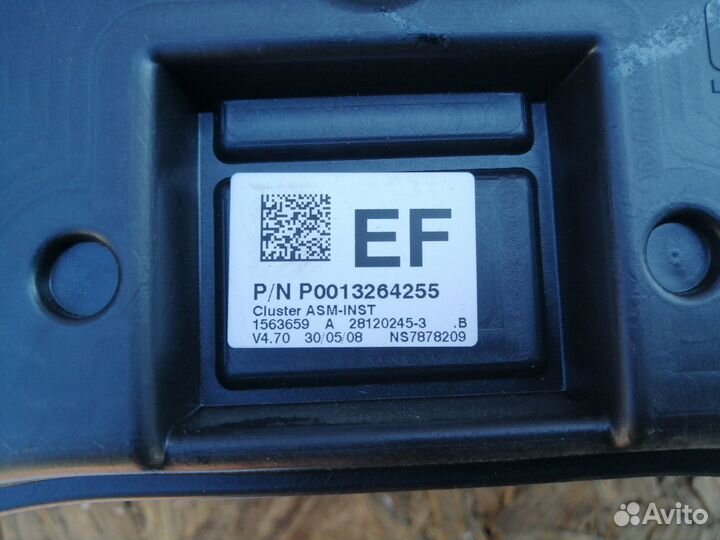 EF
P/N P0013264255
Cluster ASM-INST
1563659 A 28120245-3 .B
V4.70 30/05/08 NS7878209
Avito